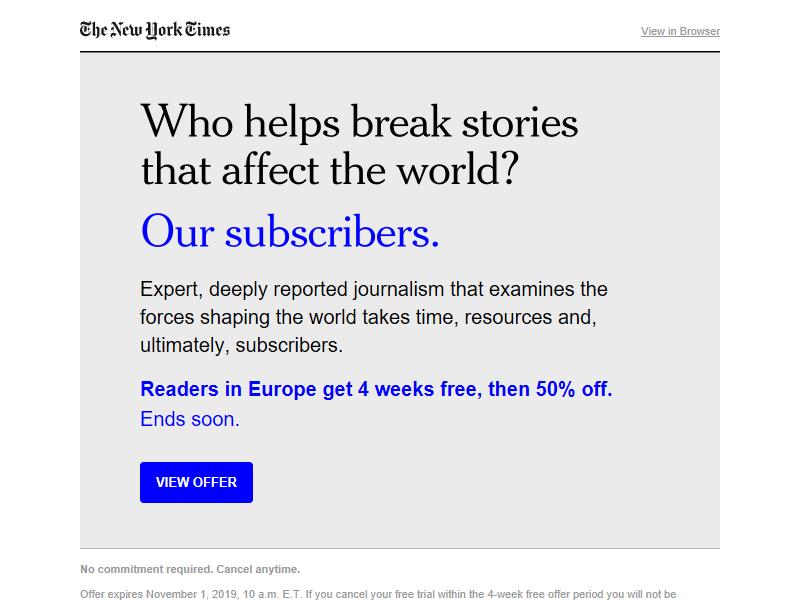 The New York Times
View in Browser
Who helps break stories
that affect the world?
Our subscribers.
Expert, deeply reported journalism that examines the
forces shaping the world takes time, resources and,
ultimately, subscribers.
Readers in Europe get 4 weeks free, then 50% off.
Ends soon.
VIEW OFFER
No commitment required. Cancel anytime.
Offer expires November 1, 2019, 10 a.m. E.T. If you cancel your free trial within the 4-week free offer period you will not be